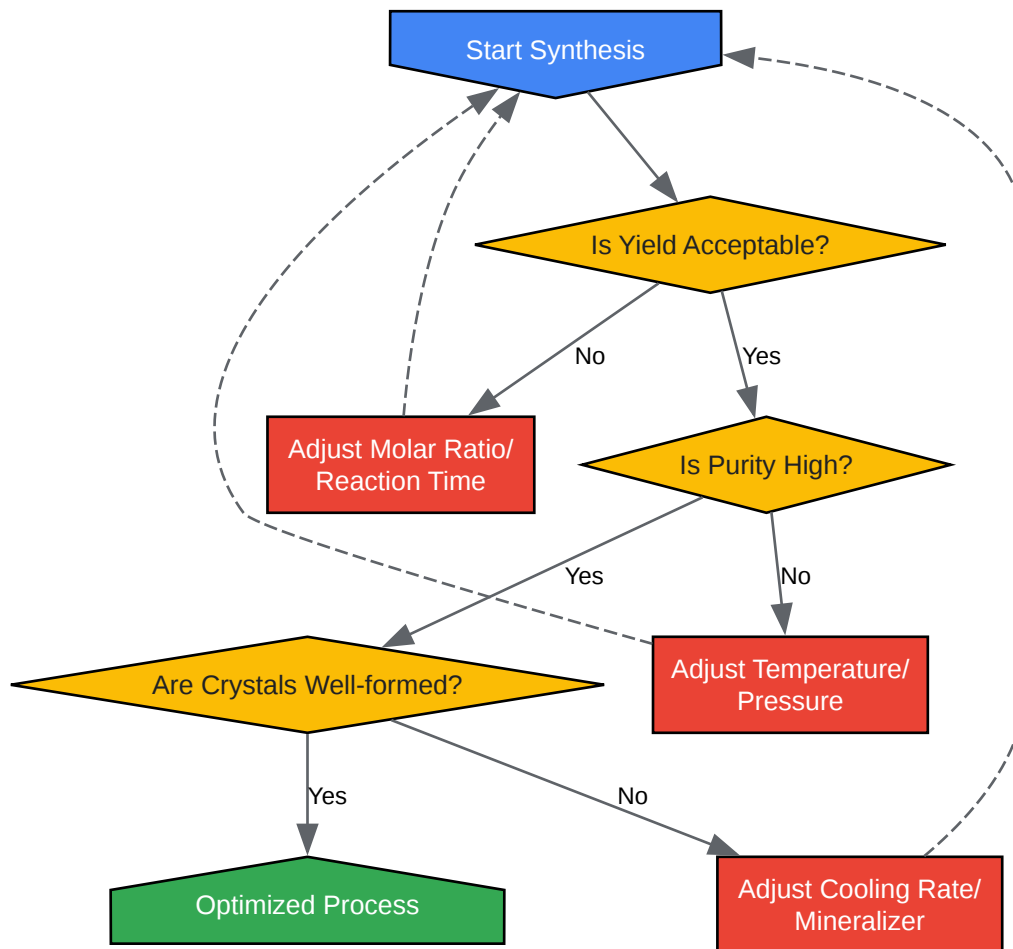 Start Synthesis
Is Yield Acceptable?
No
Yes
Adjust Molar Ratio/
Reaction Time
Is Purity High?
Yes
No
Are Crystals Well-formed?
Adjust Temperature/
Pressure
Yes
No
Optimized Process
Adjust Cooling Rate/
Mineralizer